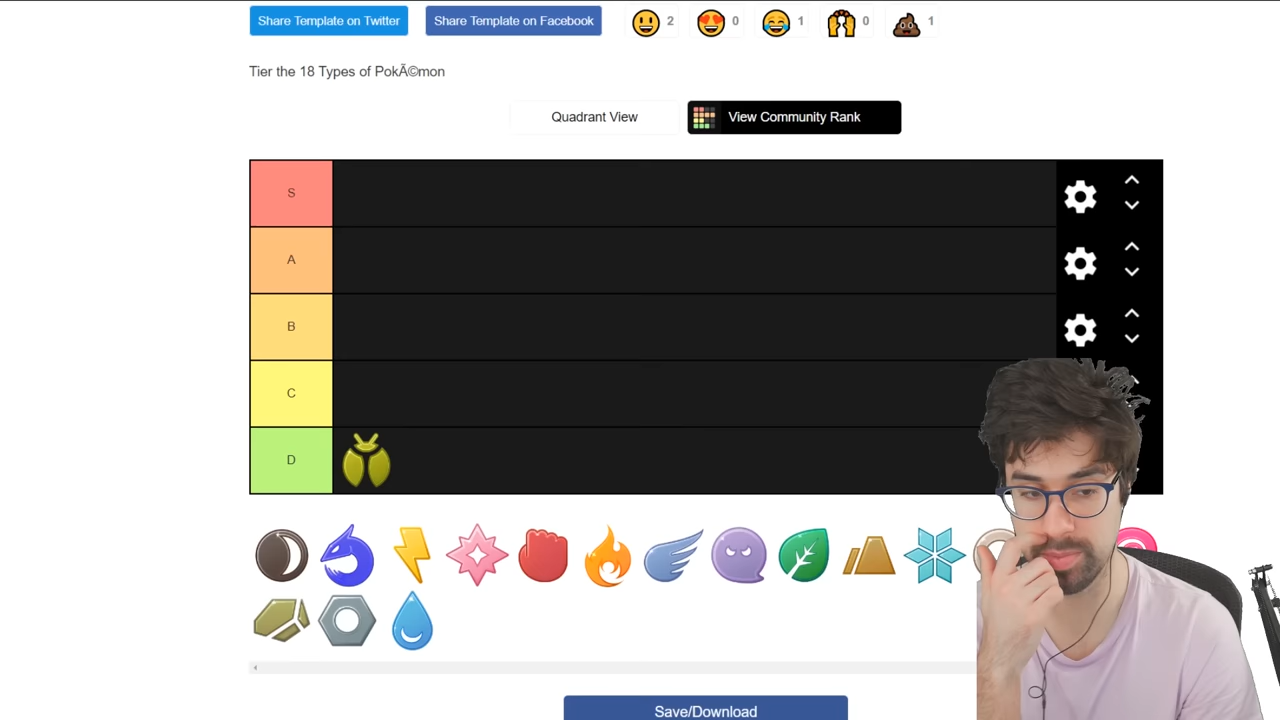 Share Template on Twitter
Share Template on Facebook
2
0
1
0
1
Tier the 18 Types of PokÃ©mon
Quadrant View
View Community Rank
S
A
B
C
D
Save/Download